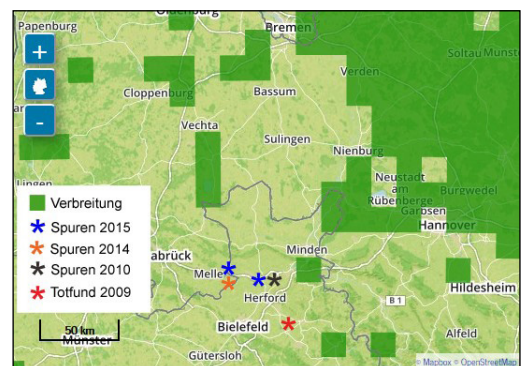 Papenburg
Oldenburg
Bremen
Soltau
Munst
+
Verden
Cloppenburg
Bassum
-
Vechta
Sulingen
Nienburg
Lingen
Neustadt
am
Rübenberge
Burgwedel
Garbsen
Hannover
Verbreitung
Spuren 2015
Spuren 2014
Spuren 2010
Totfund 2009
abrück
Melle
Minden
Herford
B 1
Hildesheim
50 km
Münster
Bielefeld
Alfeld
Gütersloh
© Mapbox © OpenStreetMap